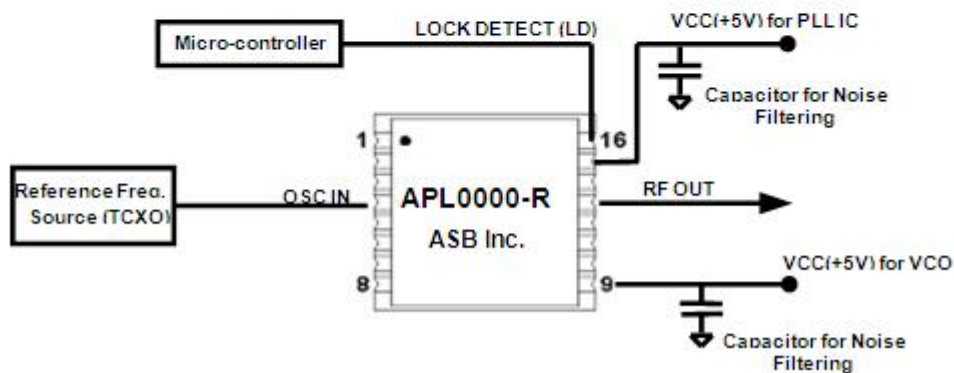 VCC(+5V) for PLL IC
Micro-controller
LOCK DETECT (LD)
Capacitor for Noise
Filtering
1
16
Reference Freq.
Source (TCXO)
OSC IN
APL0000-R
ASB Inc.
RF OUT
8
9
VCC(+5V) for VCO
Capacitor for Noise
Filtering